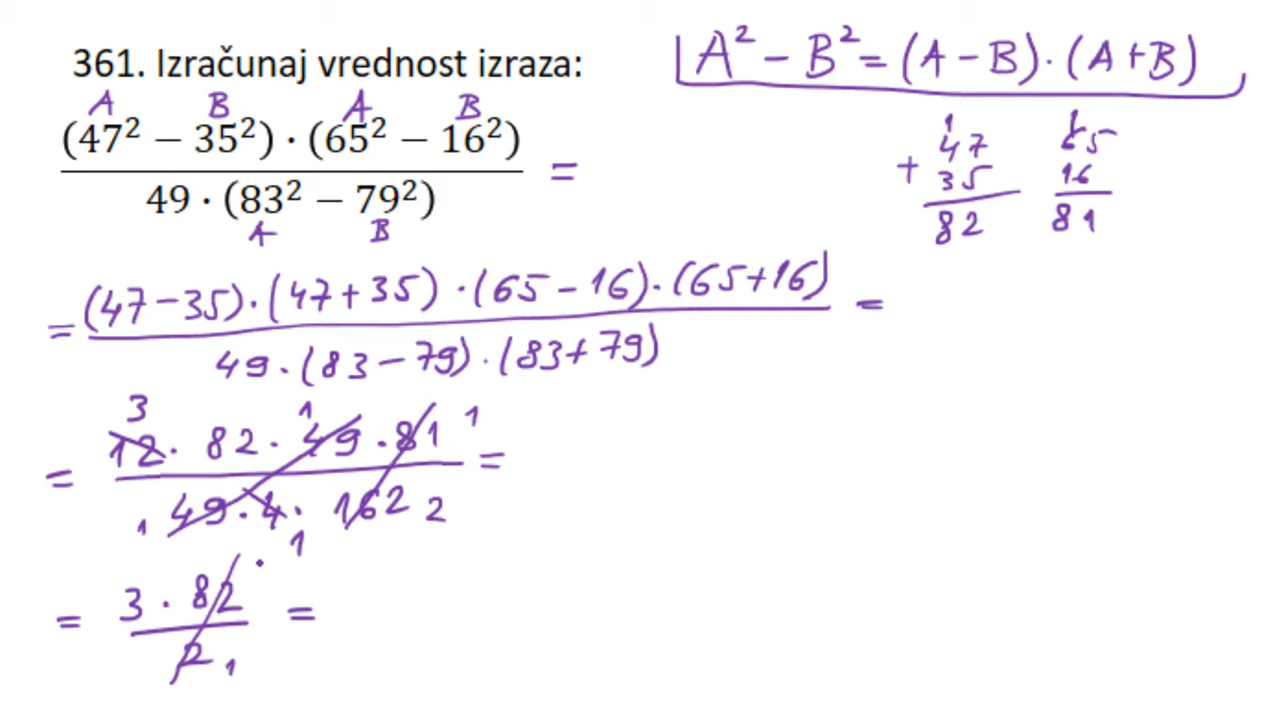 361. Izračunaj vrednost izraza:
A² − B² = (A − B) · (A + B)
A B A B
(47² − 35²) · (65² − 16²)
49 · (83² − 79²)
=
A B
1
47
+ 35
82
65
16
81
= (47 − 35) · (47 + 35) · (65 − 16) · (65 + 16) =
49 · (83 − 79) · (83 + 79)
3 1 1
= 12 · 82 · 49 · 81 =
1 49 · 4 · 162 2
1
= 3 · 82 =
2 1